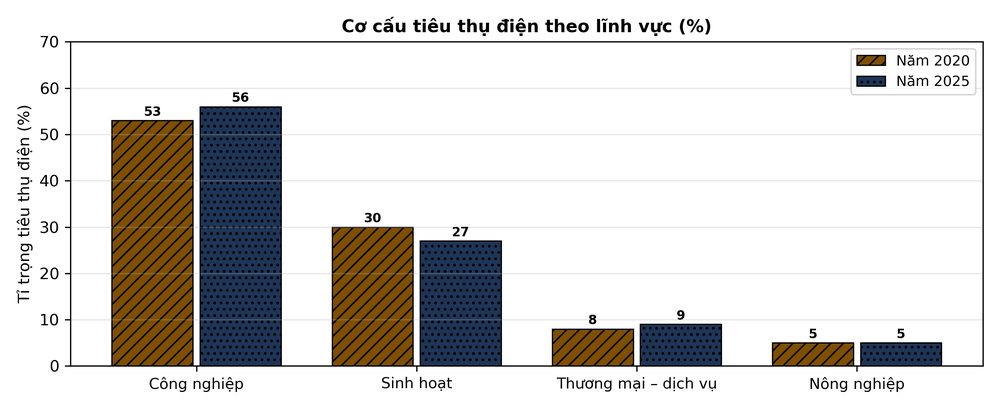 Cơ cấu tiêu thụ điện theo lĩnh vực (%)
Tỉ trọng tiêu thụ điện (%)
70
60
50
40
30
20
10
0
Năm 2020
Năm 2025
53
56
30
27
8
9
5
5
Công nghiệp
Sinh hoạt
Thương mại – dịch vụ
Nông nghiệp